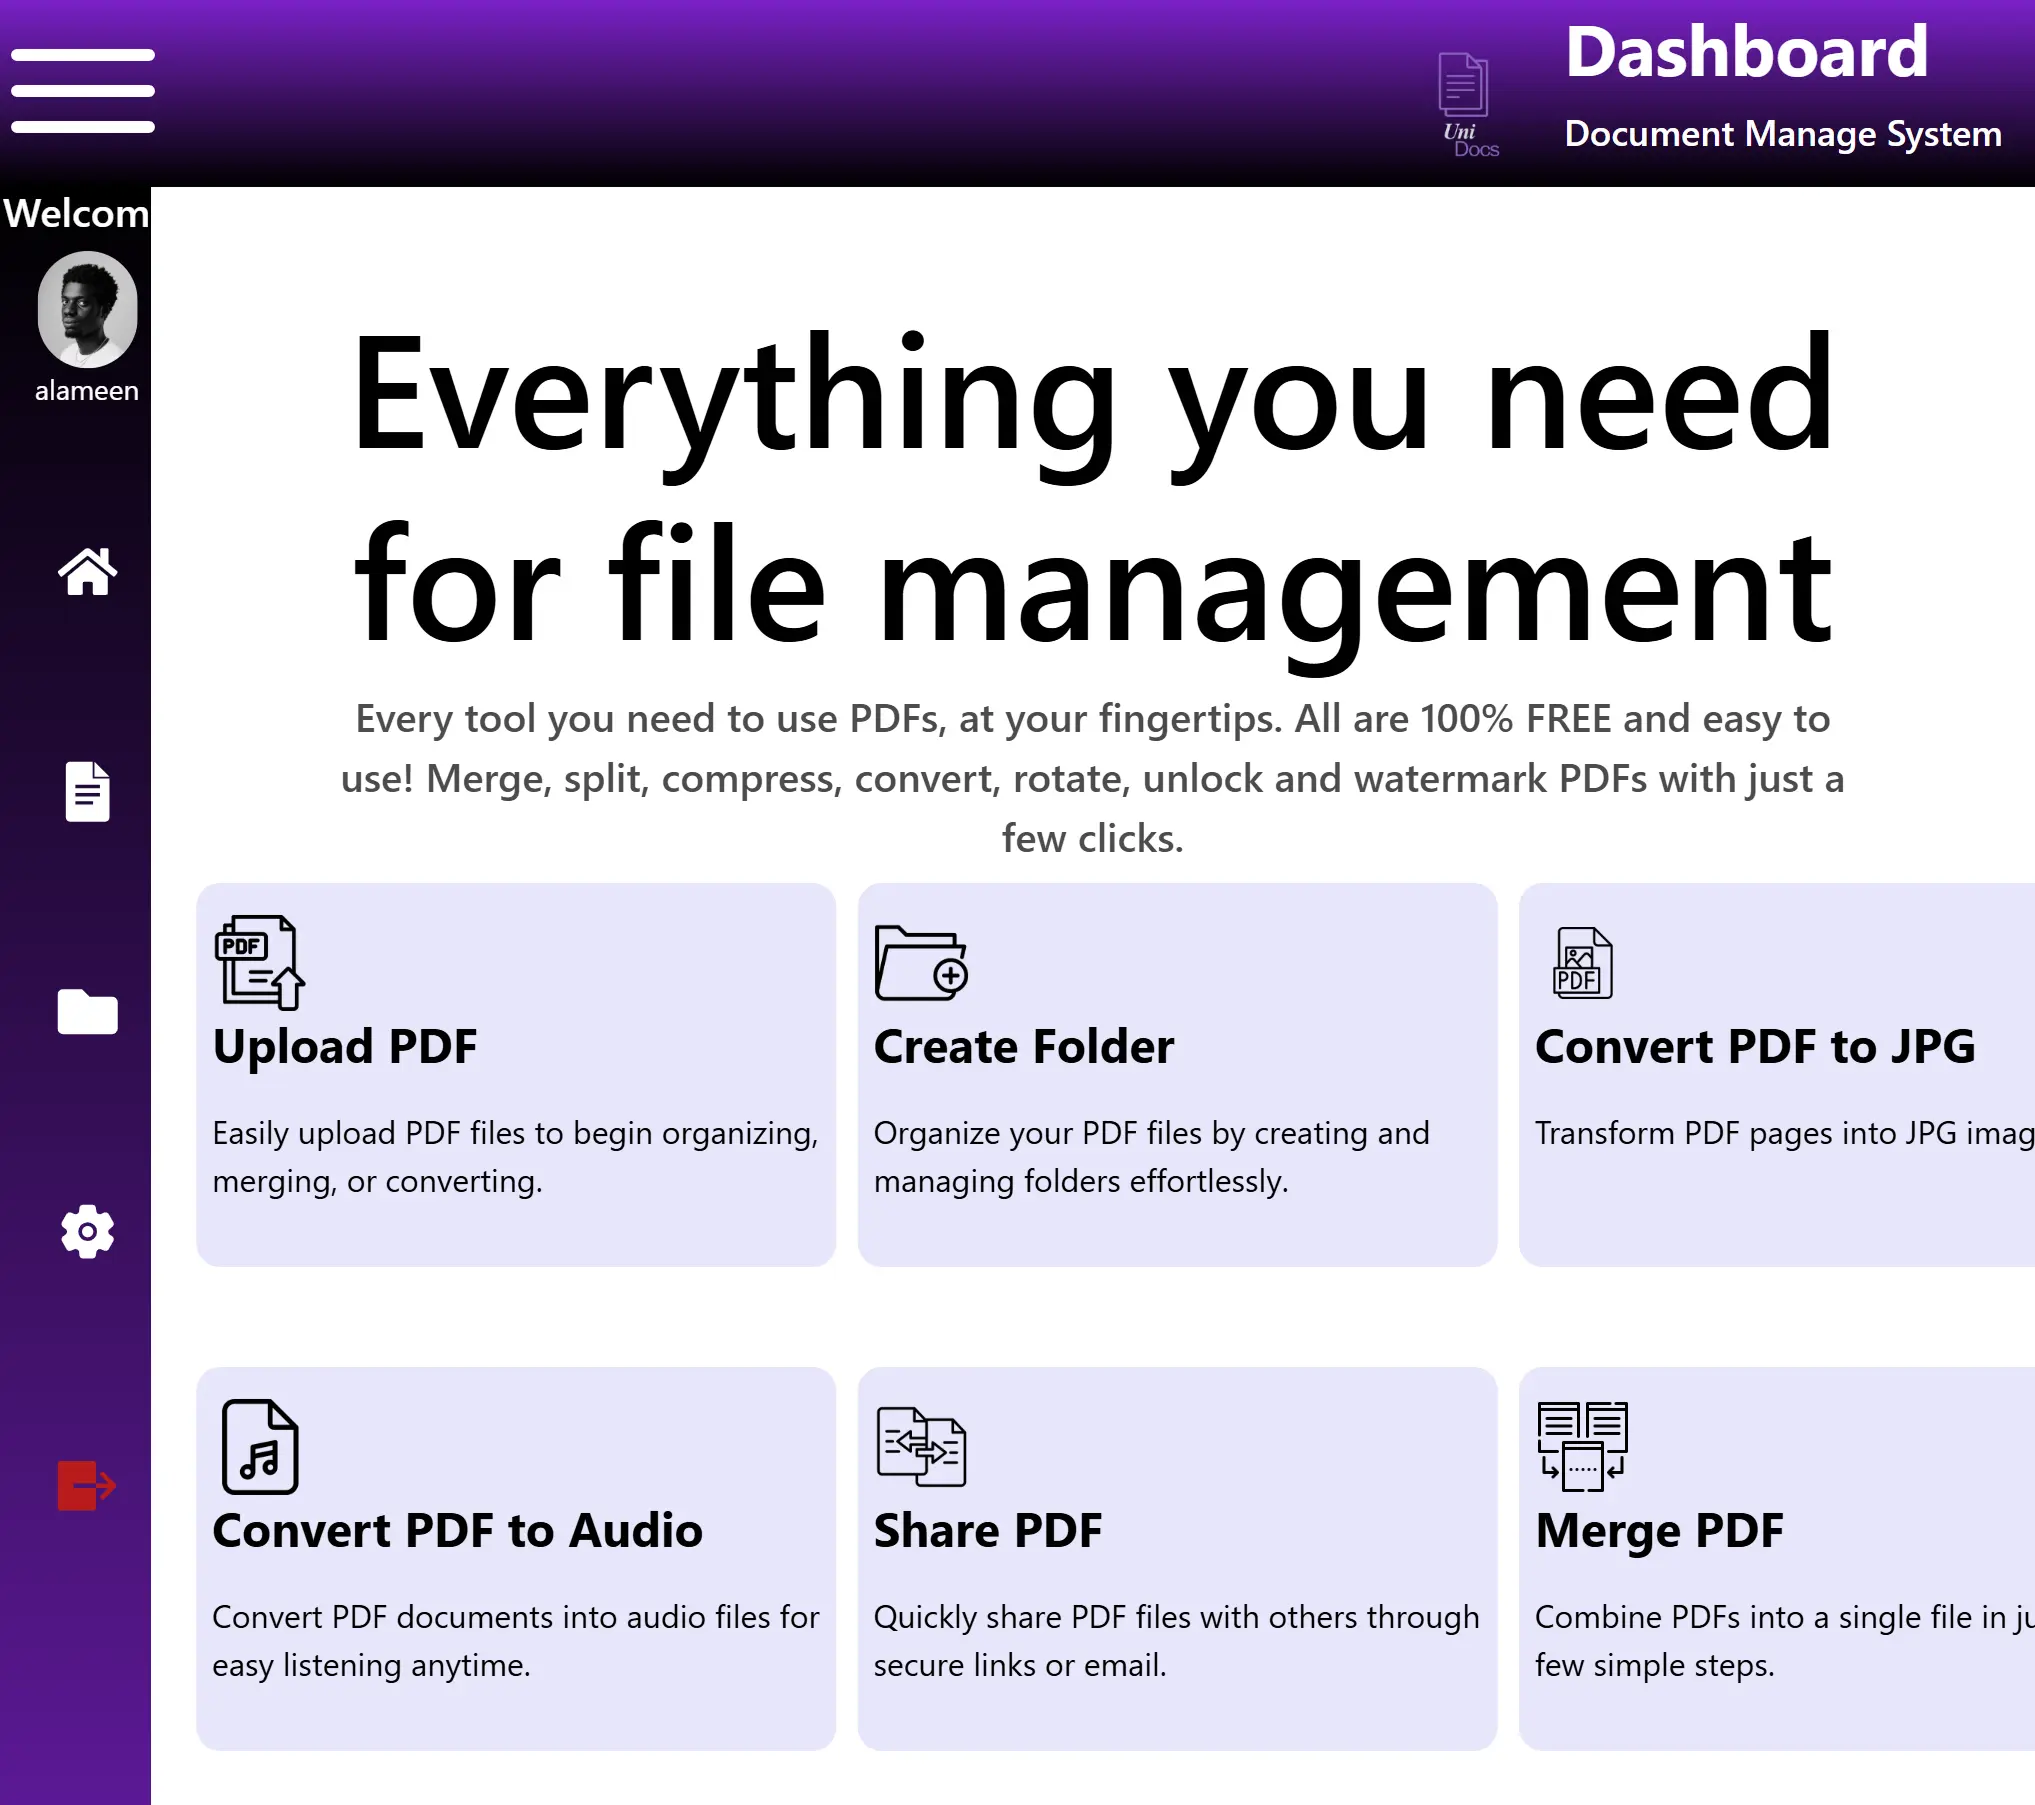 Dashboard
Uni
Docs
Document Manage System
Welcom
alameen
Everything you need
for file management
Every tool you need to use PDFs, at your fingertips. All are 100% FREE and easy to
use! Merge, split, compress, convert, rotate, unlock and watermark PDFs with just a
few clicks.
PDF
Upload PDF
Easily upload PDF files to begin organizing,
merging, or converting.
Create Folder
Organize your PDF files by creating and
managing folders effortlessly.
PDF
Convert PDF to JPG
Transform PDF pages into JPG imag
Convert PDF to Audio
Convert PDF documents into audio files for
easy listening anytime.
Share PDF
Quickly share PDF files with others through
secure links or email.
Merge PDF
Combine PDFs into a single file in ju
few simple steps.